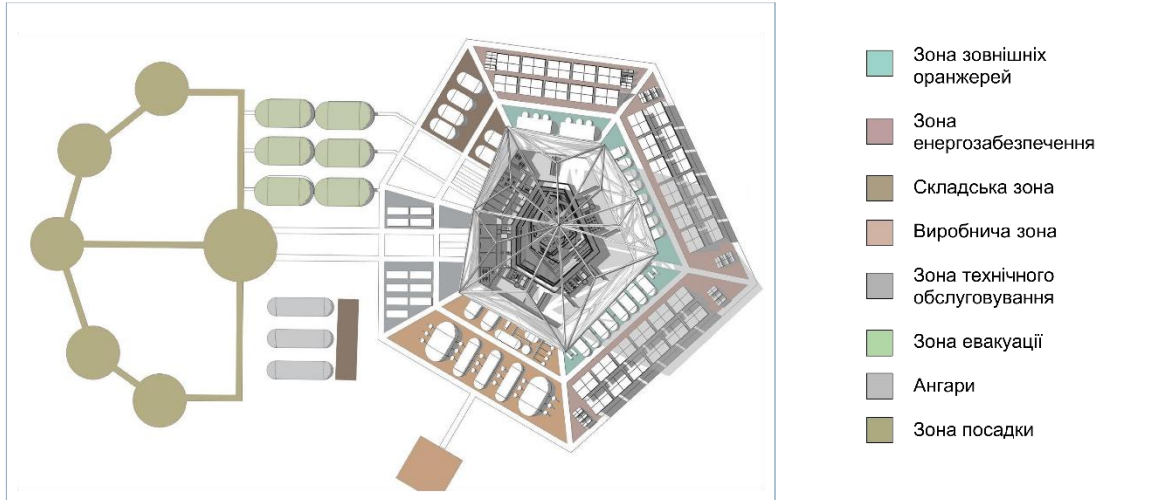 Зона зовнішніх
оранжерей
Зона
енергозабезпечення
Складська зона
Виробнича зона
Зона технічного
обслуговування
Зона евакуації
Ангари
Зона посадки